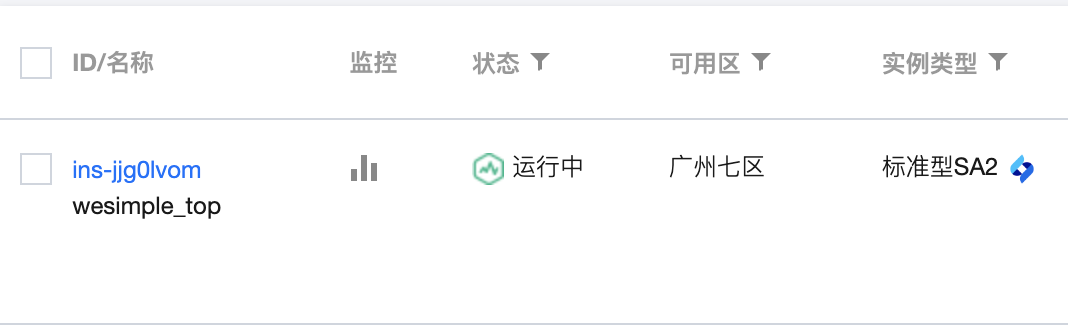 ID/名称 监控 状态 可用区 实例类型
ins-jjg0lvom 运行中 广州七区 标准型SA2
wesimple_top